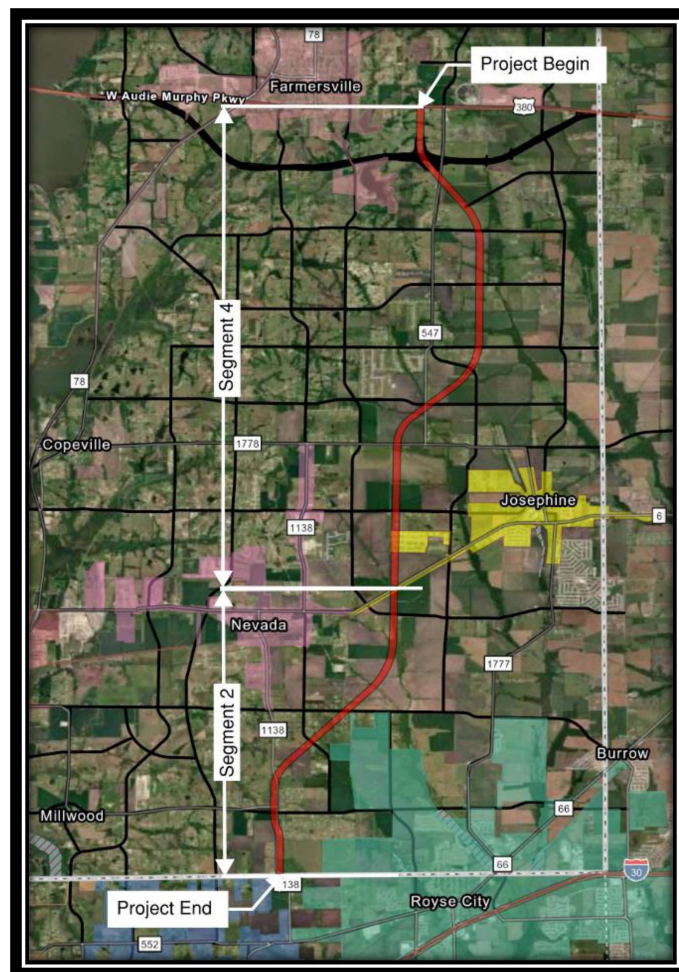 78
Project Begin
Farmersville
W Audie Murphy Pkwy
380
547
Segment 4
78
Copeville
1778
Josephine
1138
6
Nevada
1777
Segment 2
1138
Burrow
66
Millwood
66
30
138
Project End
Royse City
552